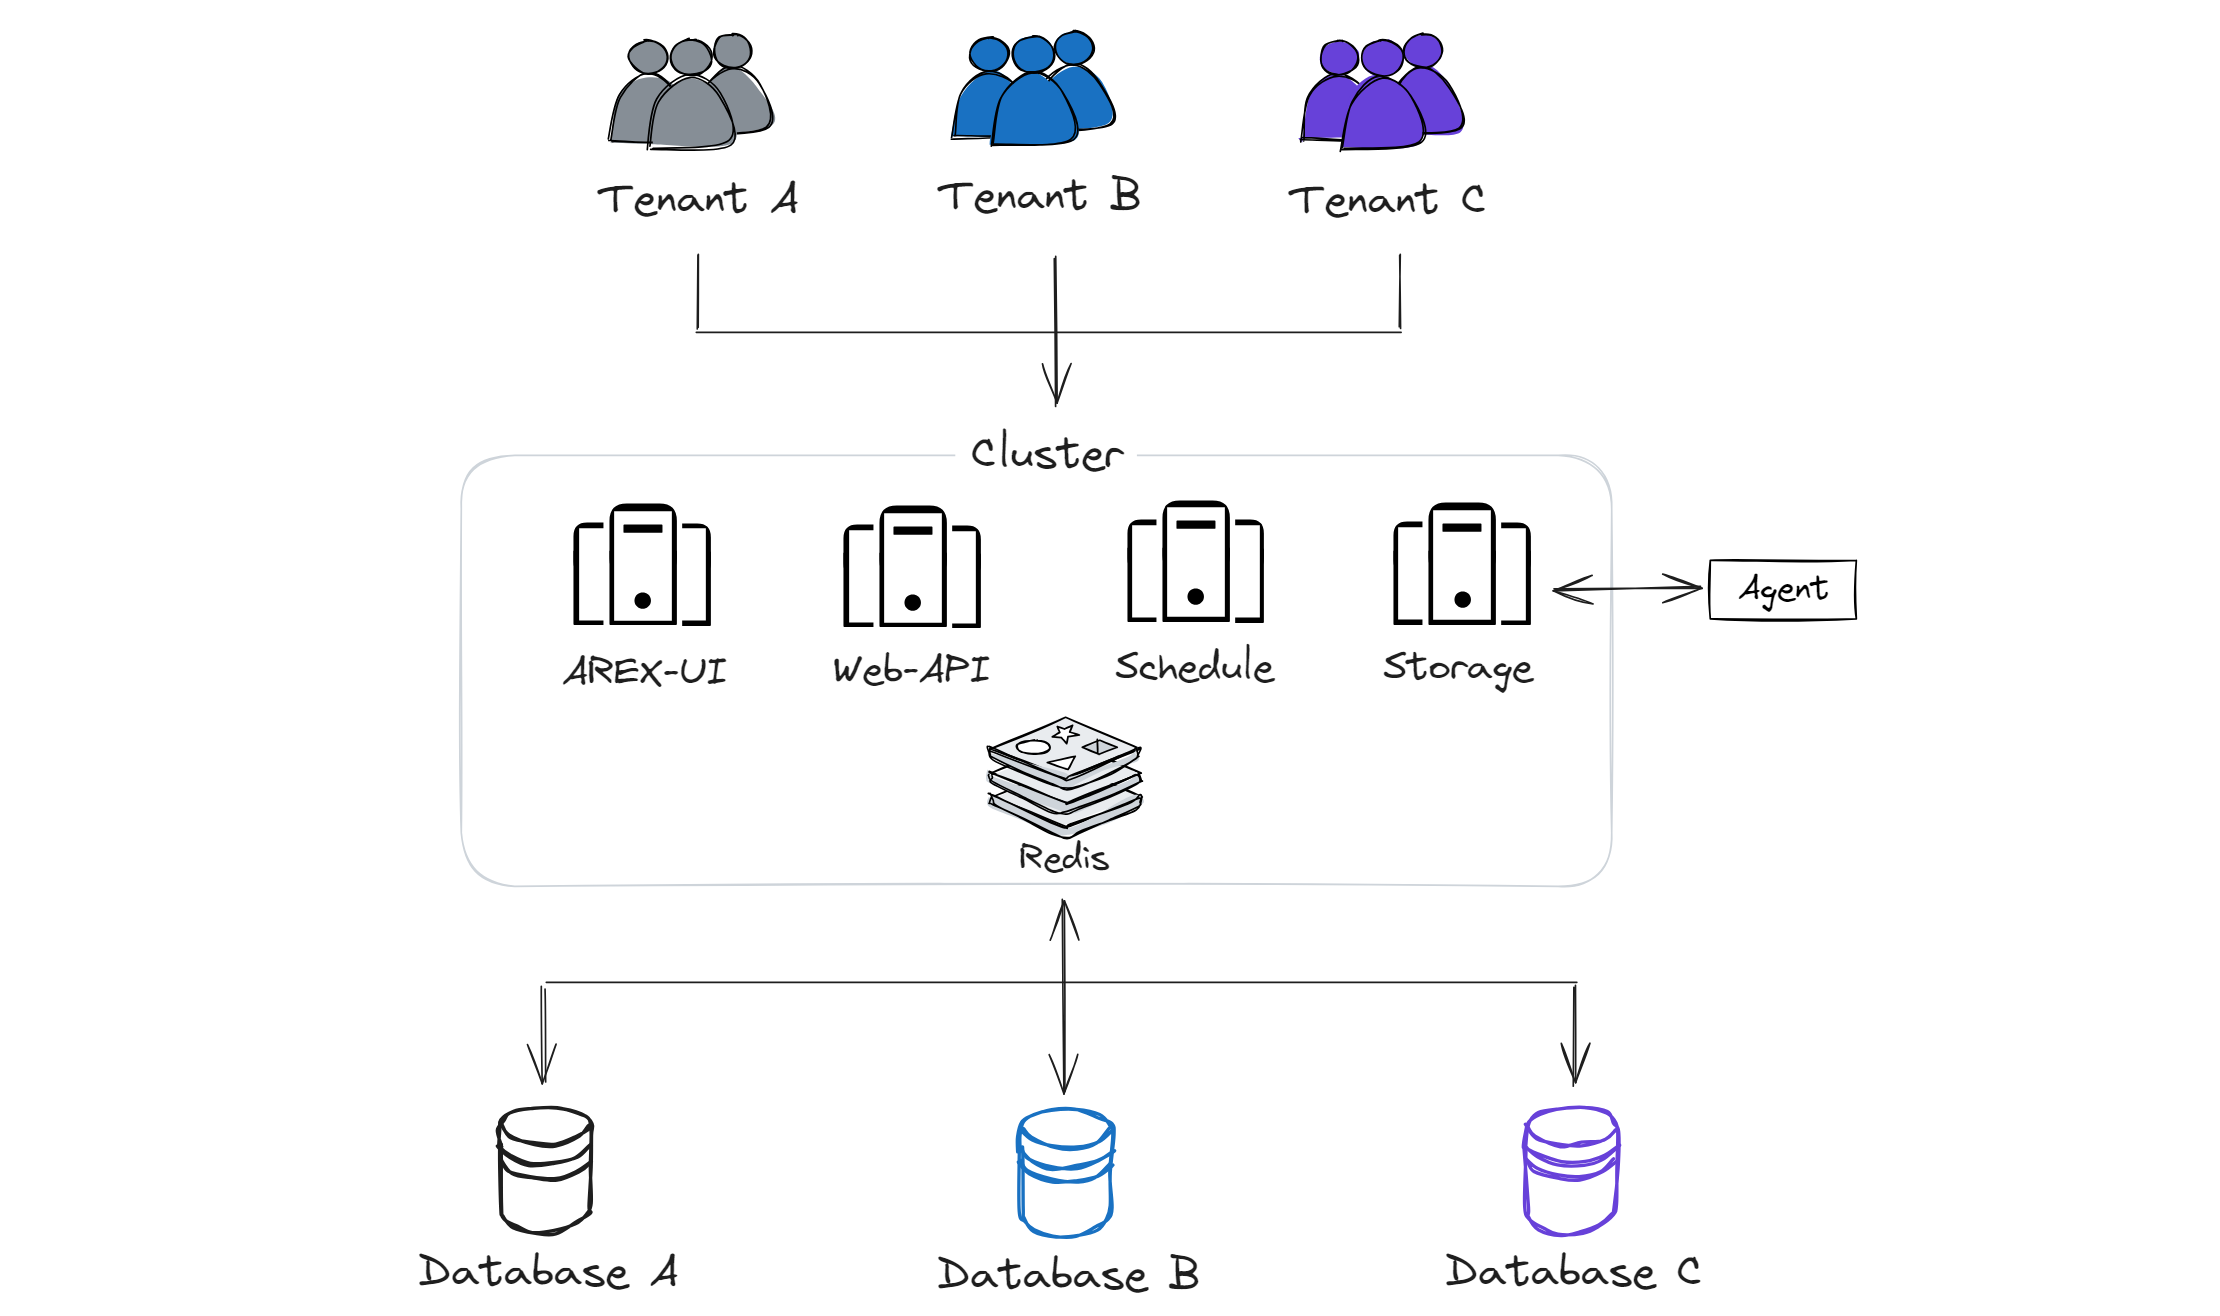 Tenant A
Tenant B
Tenant C
Cluster
AREX-UI
Web-API
Schedule
Storage
Agent
Redis
Database A
Database B
Database C